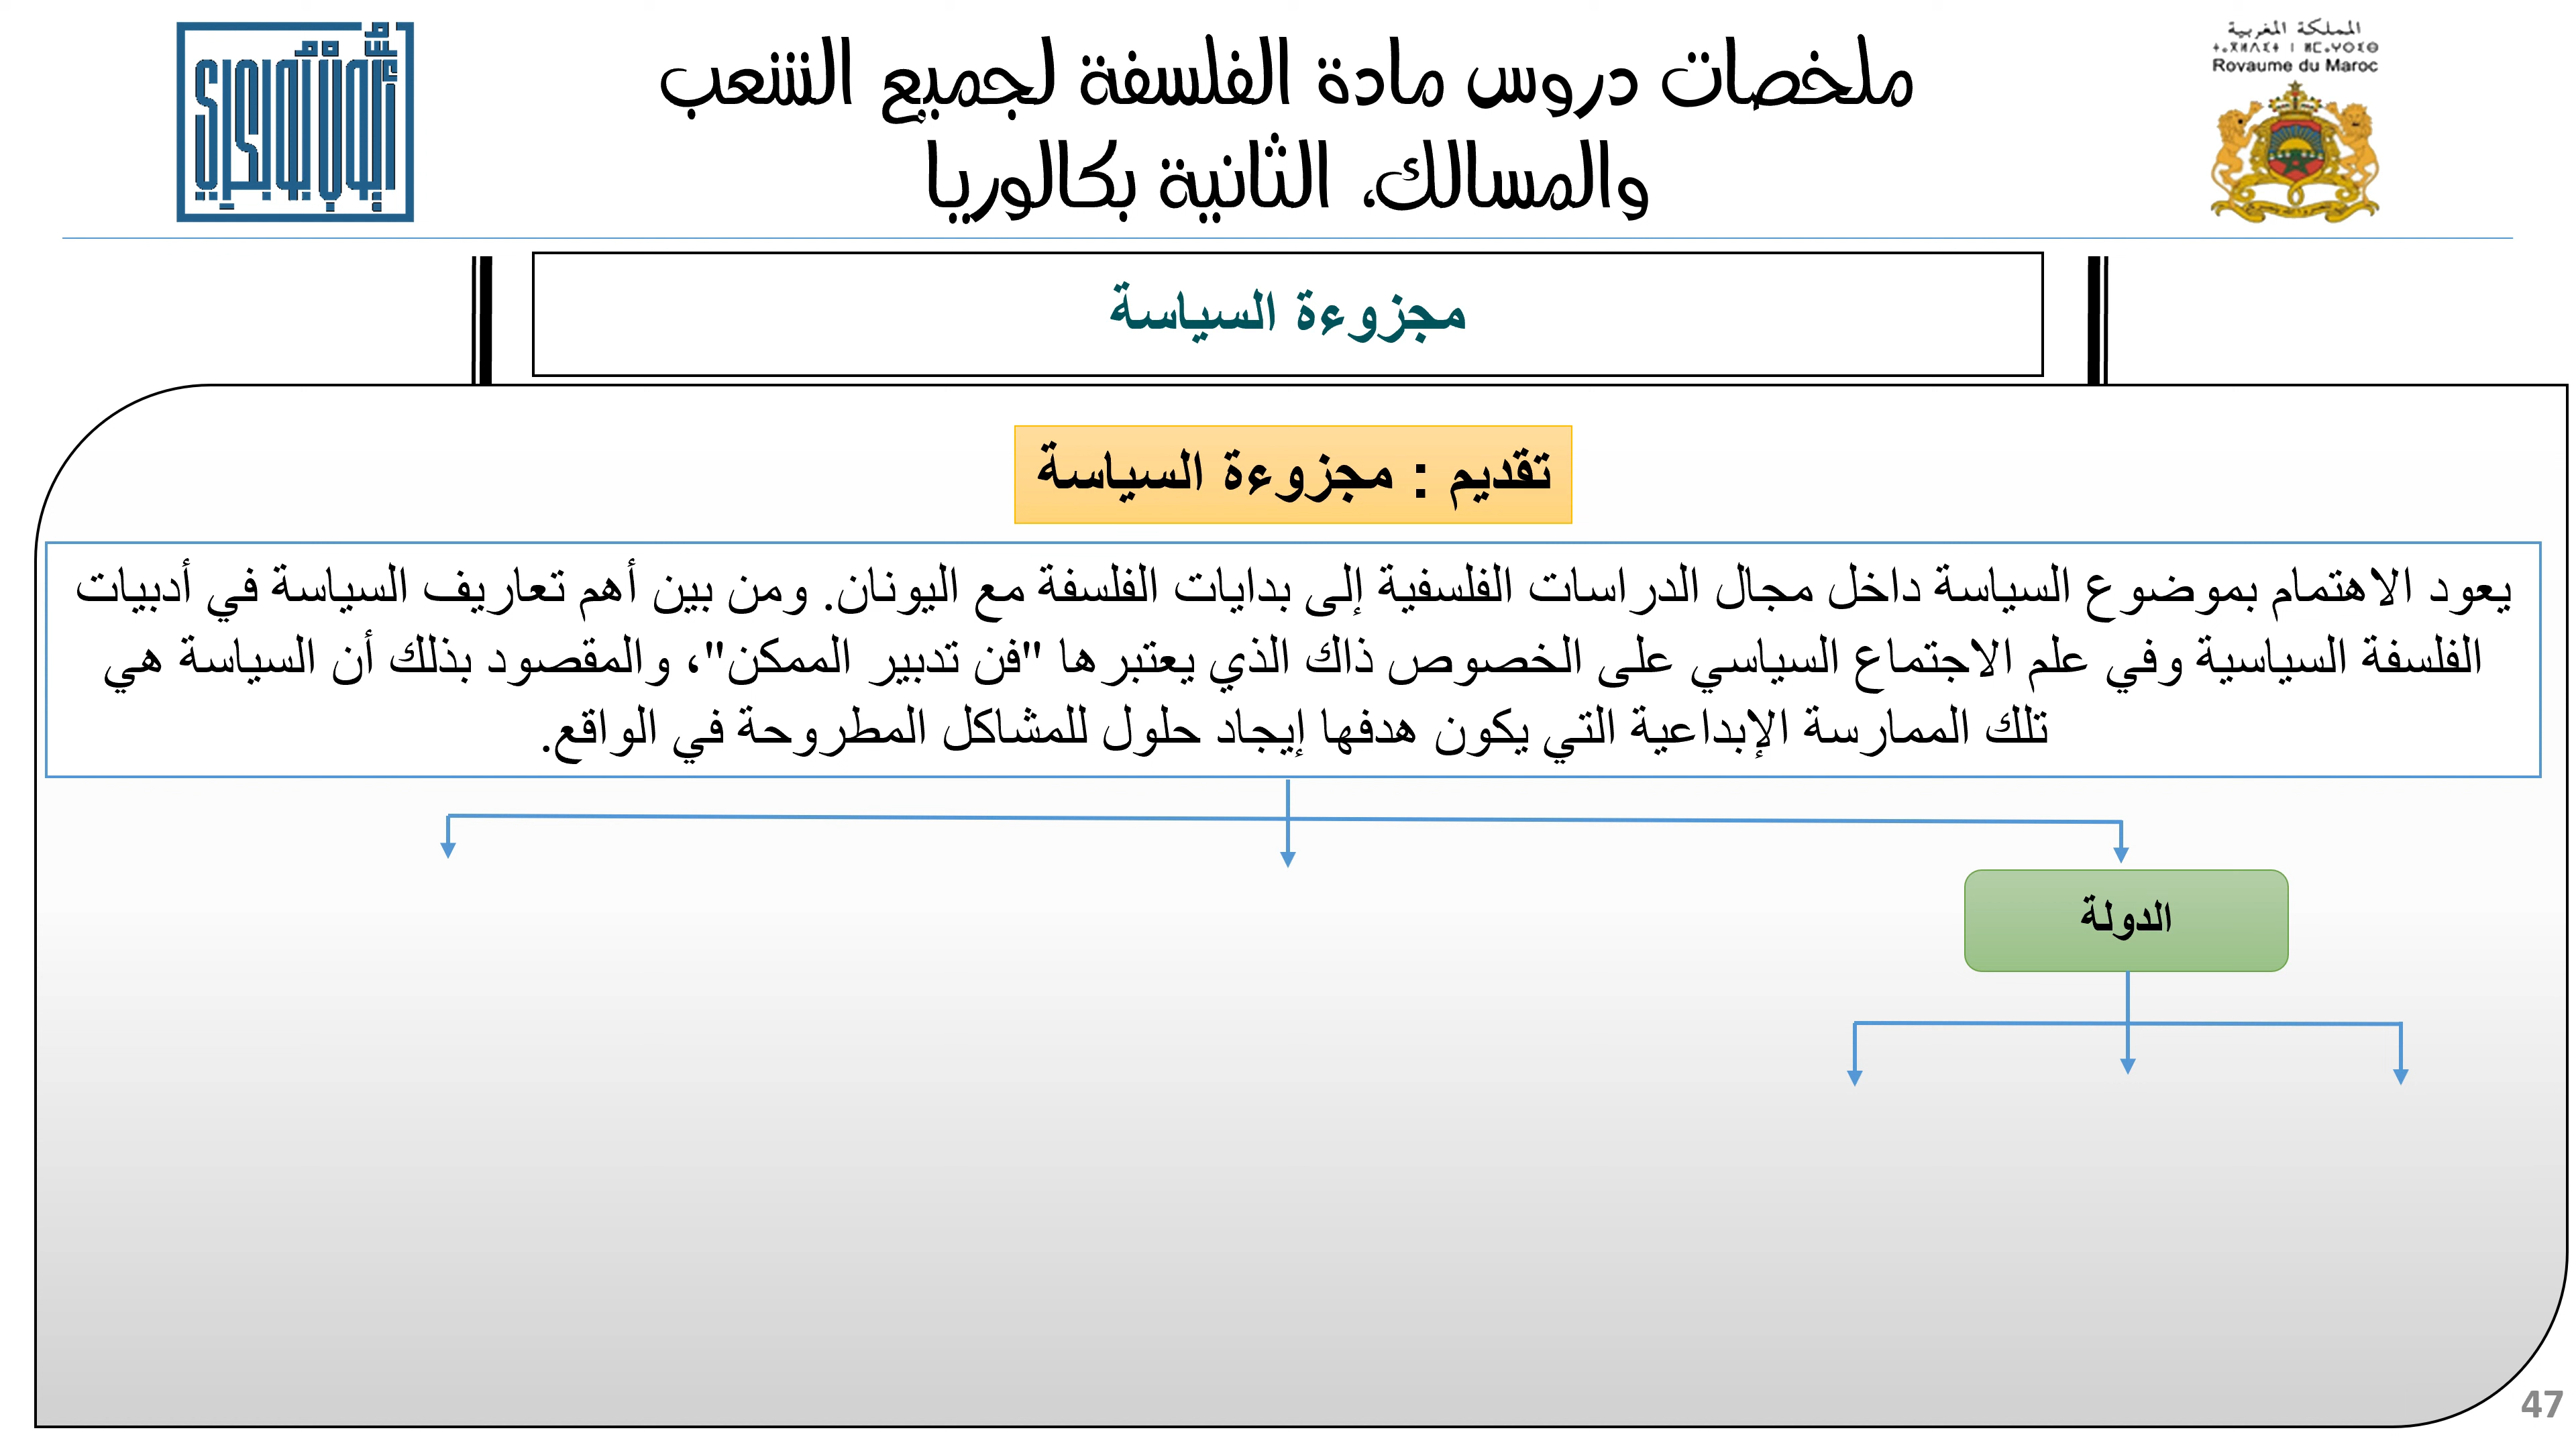 المملكة المغربية
ⵜⴰⴳⵍⴷⵉⵜ ⵏ ⵍⵎⵖⵔⵉⴱ
Royaume du Maroc
ملخصات دروس مادة الفلسفة لجميع الشعب
والمسالك، الثانية بكالوريا
مجزوءة السياسة
تقديم : مجزوءة السياسة
يعود الاهتمام بموضوع السياسة داخل مجال الدراسات الفلسفية إلى بدايات الفلسفة مع اليونان. ومن بين أهم تعاريف السياسة في أدبيات
الفلسفة السياسية وفي علم الاجتماع السياسي على الخصوص ذاك الذي يعتبرها "فن تدبير الممكن"، والمقصود بذلك أن السياسة هي
تلك الممارسة الإبداعية التي يكون هدفها إيجاد حلول للمشاكل المطروحة في الواقع.
الدولة
47